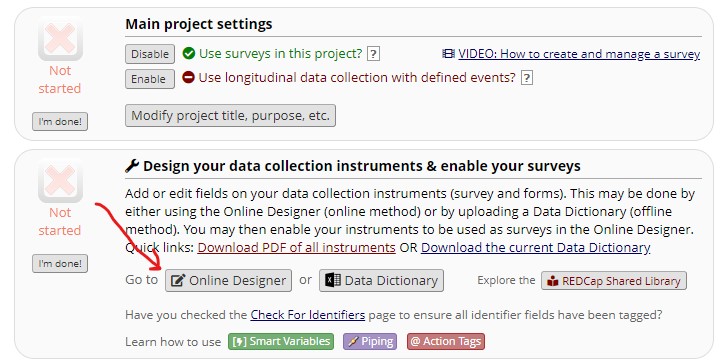 Main project settings
Disable Use surveys in this project? ? VIDEO: How to create and manage a survey
Not started
Enable Use longitudinal data collection with defined events? ?
I'm done!
Modify project title, purpose, etc.
Design your data collection instruments & enable your surveys
Not started
Add or edit fields on your data collection instruments (survey and forms). This may be done by
either using the Online Designer (online method) or by uploading a Data Dictionary (offline
method). You may then enable your instruments to be used as surveys in the Online Designer.
Quick links: Download PDF of all instruments OR Download the current Data Dictionary
I'm done!
Go to Online Designer or Data Dictionary Explore the REDCap Shared Library
Have you checked the Check For Identifiers page to ensure all identifier fields have been tagged?
Learn how to use Smart Variables Piping @ Action Tags